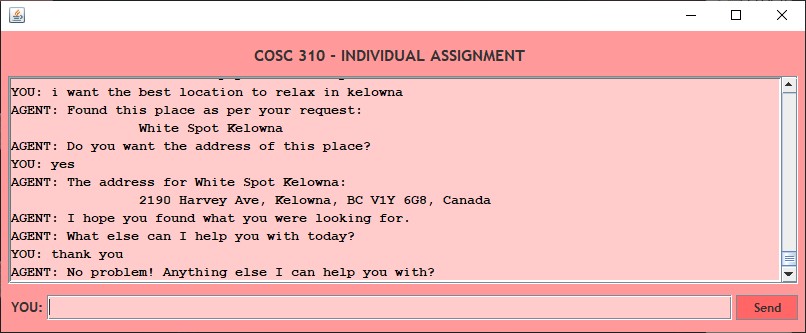 COSC 310 - INDIVIDUAL ASSIGNMENT
YOU: i want the best location to relax in kelowna
AGENT: Found this place as per your request:
White Spot Kelowna
AGENT: Do you want the address of this place?
YOU: yes
AGENT: The address for White Spot Kelowna:
2190 Harvey Ave, Kelowna, BC V1Y 6G8, Canada
AGENT: I hope you found what you were looking for.
AGENT: What else can I help you with today?
YOU: thank you
AGENT: No problem! Anything else I can help you with?
YOU:
Send